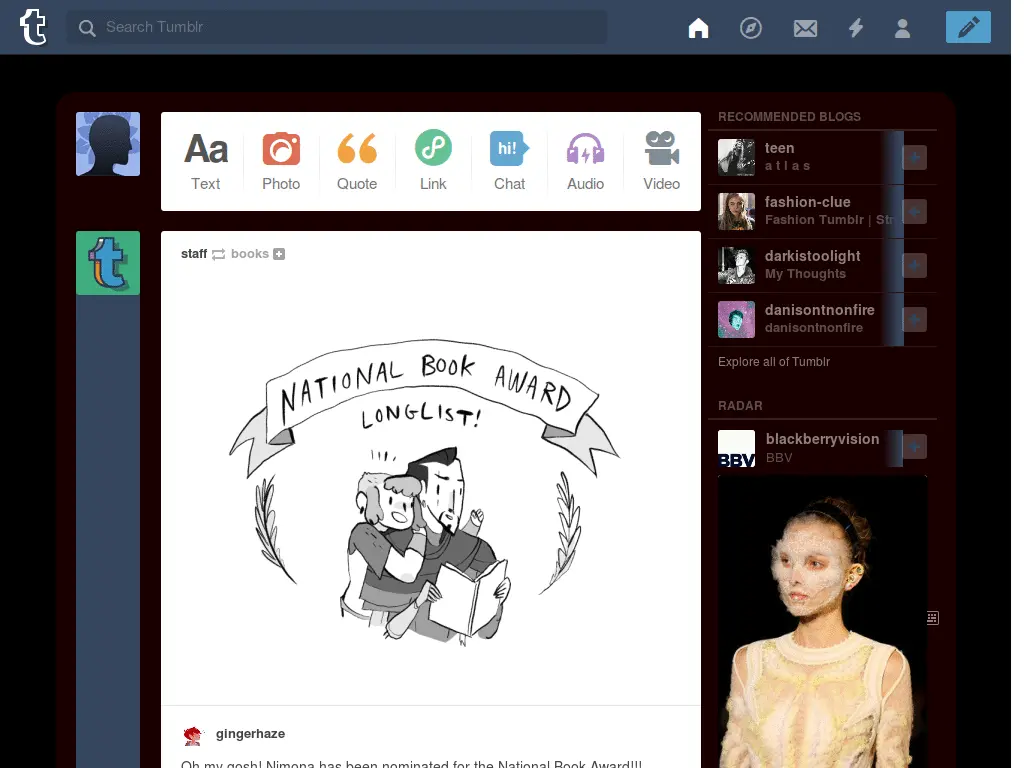 Search Tumblr
Aa
hi!
Text
Photo
Quote
Link
Chat
Audio
Video
staff books
NATIONAL BOOK AWARD
LONGLIST!
gingerhaze
Oh my gosh! Nimona has been nominated for the National Book Award!!!
RECOMMENDED BLOGS
teen
a t l a s
fashion-clue
Fashion Tumblr | Str
darkistoolight
My Thoughts
danisontnonfire
danisontnonfire
Explore all of Tumblr
RADAR
BBV
blackberryvision
BBV